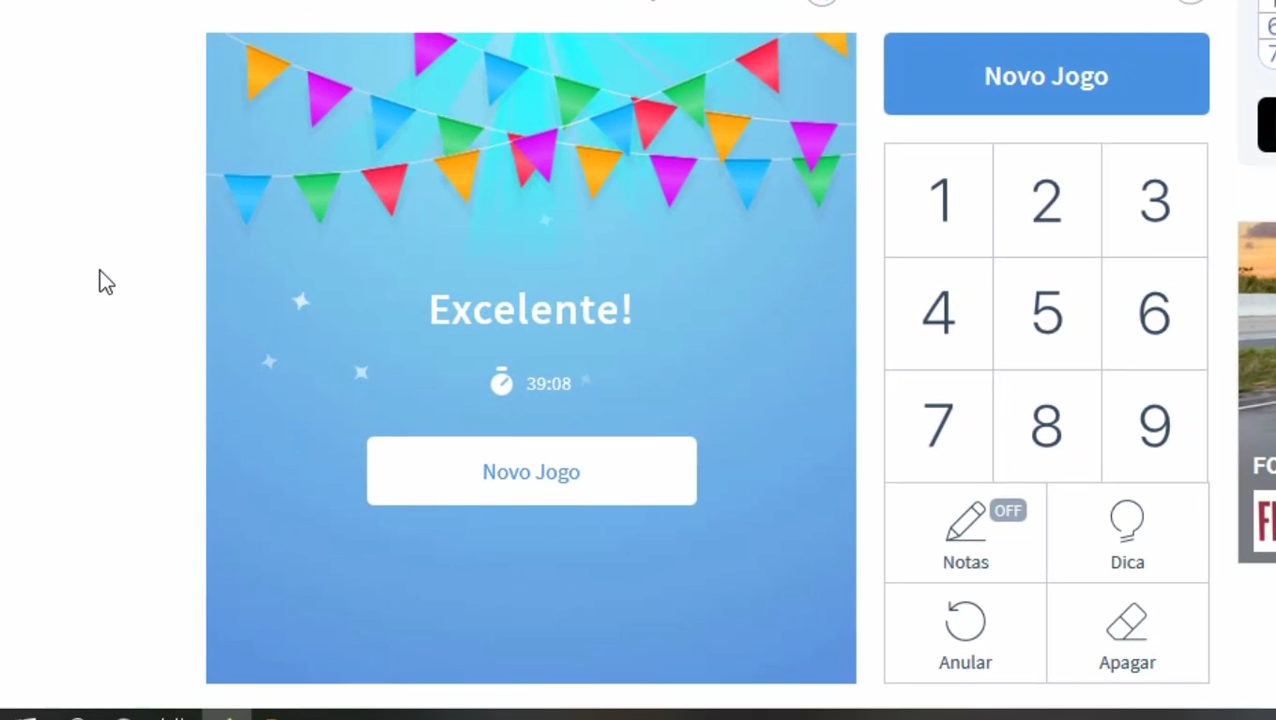 Novo Jogo
1 2 3
Excelente!
4 5 6
39:08
7 8 9
Novo Jogo
OFF
Notas Dica
Anular Apagar